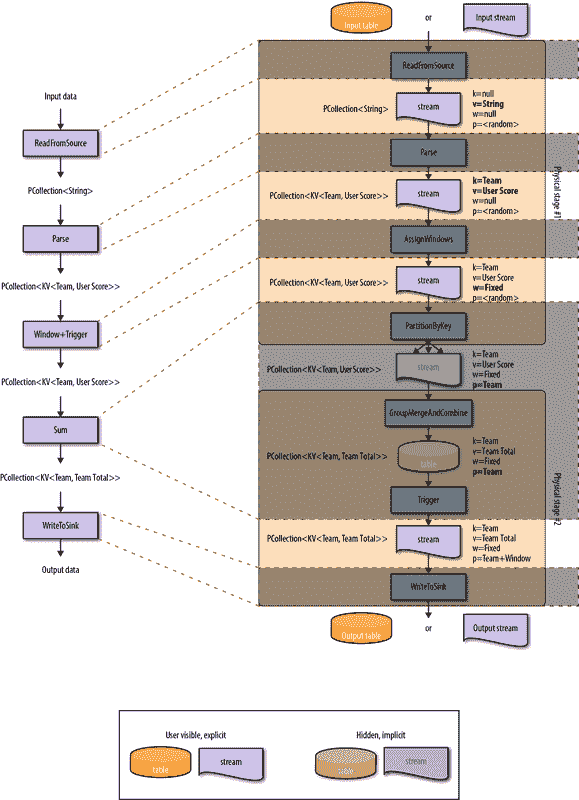 Input table
or
Input stream
Input data
ReadFromSource
PCollection<String>
Parse
PCollection<KV<Team, User Score>>
Window+Trigger
PCollection<KV<Team, User Score>>
Sum
PCollection<KV<Team, Team Total>>
WriteToSink
Output data
ReadFromSource
PCollection<String>
stream
k=null
v=String
w=null
p=<random>
Parse
PCollection<KV<Team, User Score>>
stream
k=Team
v=User Score
w=null
p=<random>
Physical stage #1
AssignWindows
PCollection<KV<Team, User Score>>
stream
k=Team
v=User Score
w=Fixed
p=<random>
PartitionByKey
PCollection<KV<Team, User Score>>
stream
k=Team
v=User Score
w=Fixed
p=Team
GroupMergeAndCombine
PCollection<KV<Team, Team Total>>
table
k=Team
v=Team Total
w=Fixed
p=Team
Trigger
Physical stage #2
PCollection<KV<Team, Team Total>>
stream
k=Team
v=Team Total
w=Fixed
p=Team+Window
WriteToSink
Output table
or
Output stream
User visible, explicit
table
stream
Hidden, implicit
table
stream